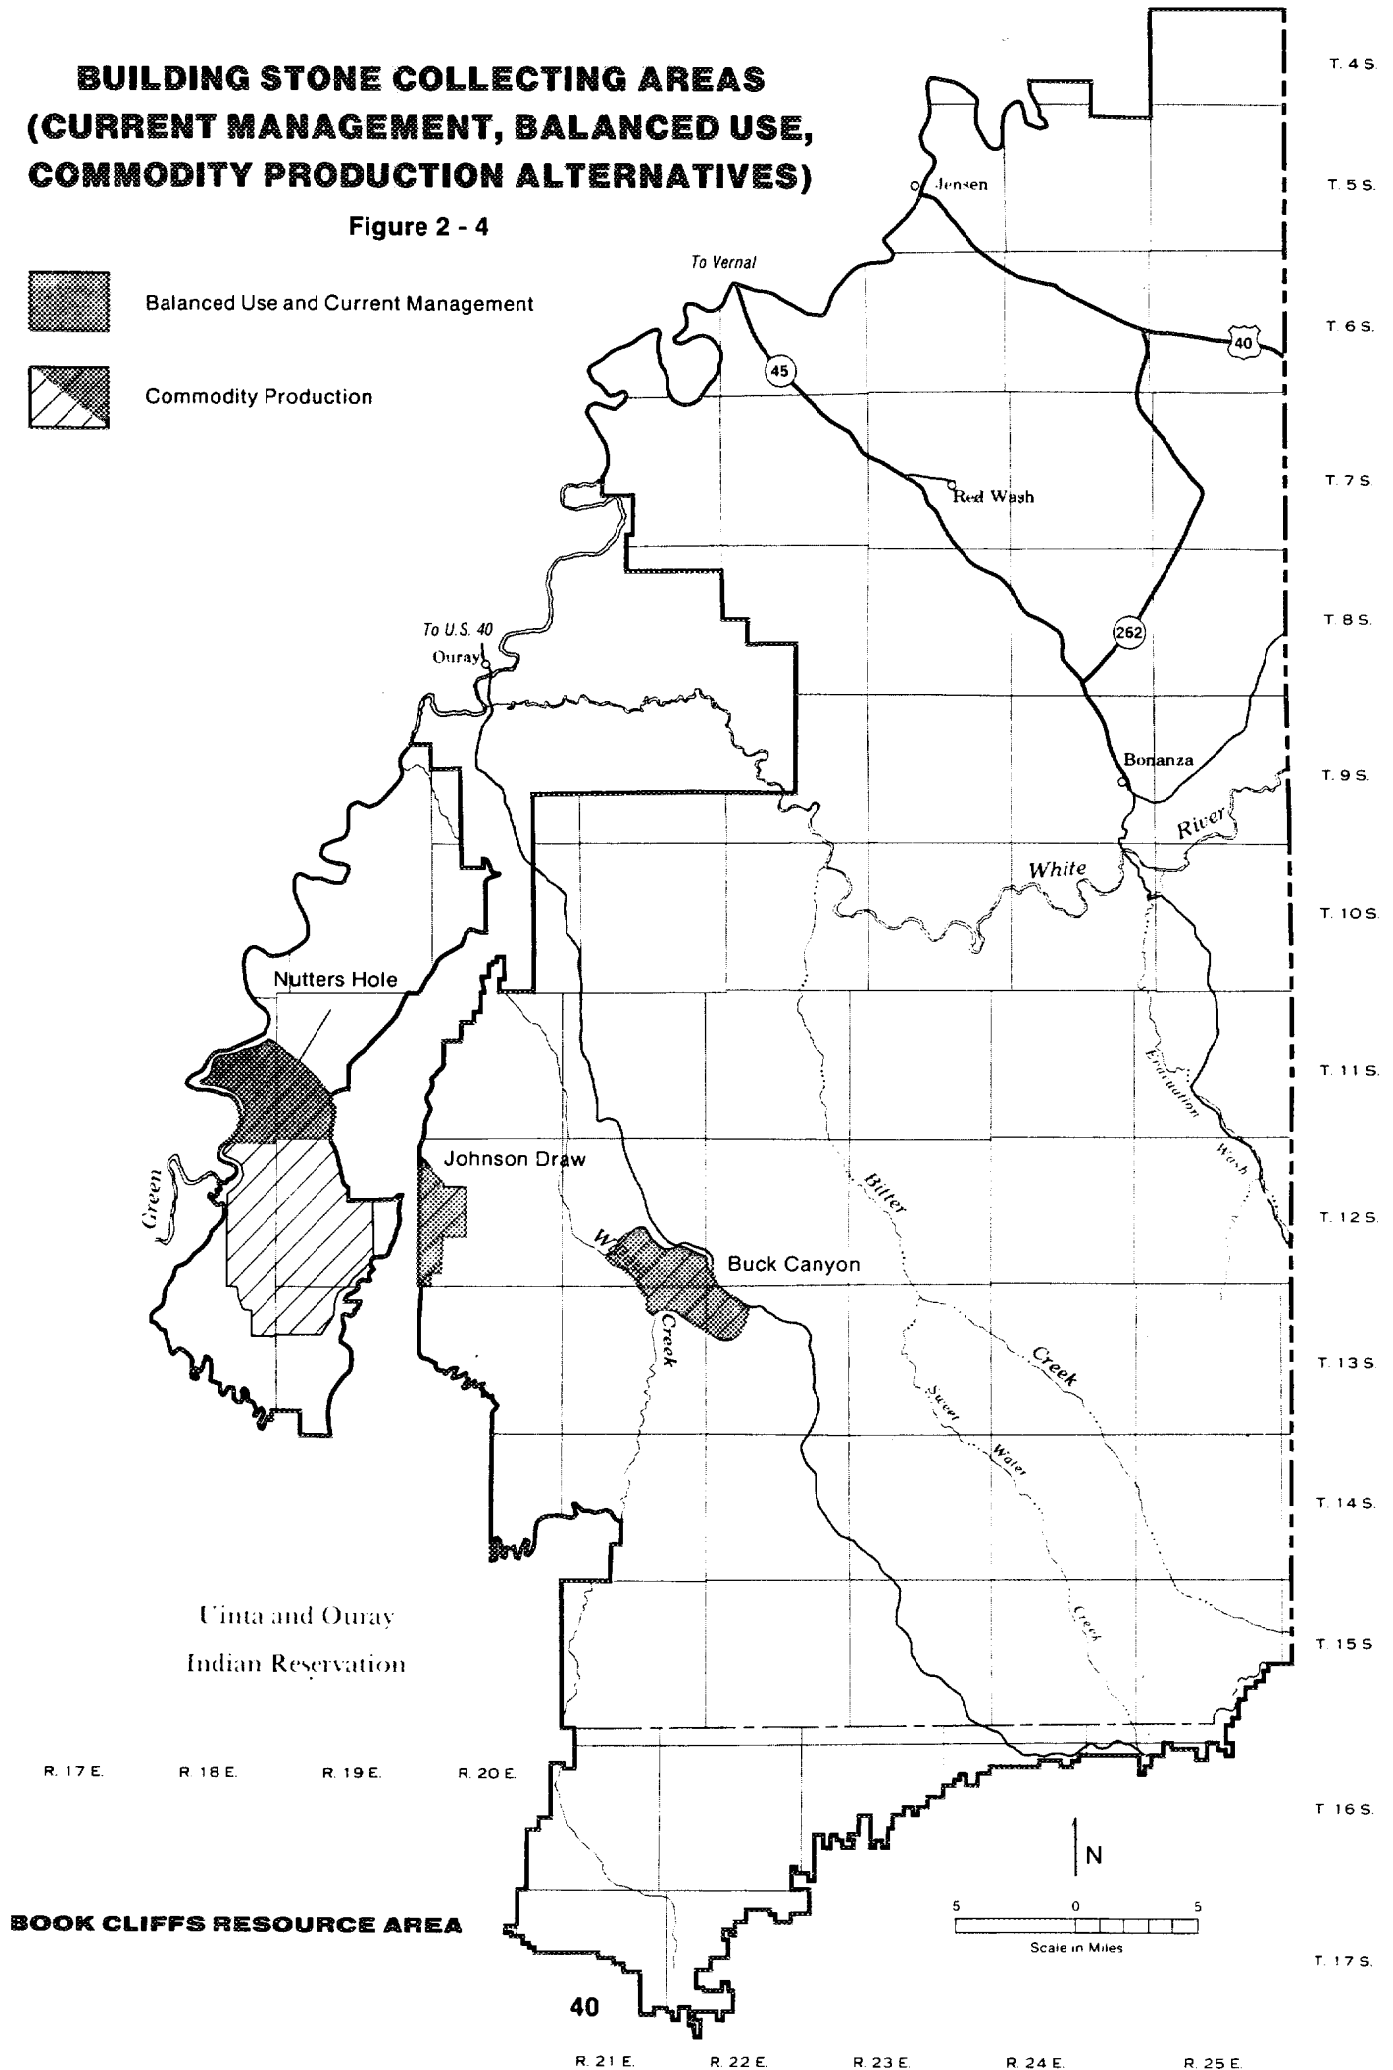 BUILDING STONE COLLECTING AREAS
(CURRENT MANAGEMENT, BALANCED USE,
COMMODITY PRODUCTION ALTERNATIVES)
Figure 2 - 4
Balanced Use and Current Management
Commodity Production
T. 4 S.
Jensen
T. 5 S.
To Vernal
T. 6 S.
40
45
T. 7 S.
Red Wash
To U.S. 40
Ouray
262
T. 8 S.
Bonanza
T. 9 S.
White
River
T. 10 S.
Nutters Hole
T. 11 S.
Evacuation
Wash
Johnson Draw
Green
Bitter
Creek
T. 12 S.
Buck Canyon
Creek
T. 13 S.
Sweet
Water
Creek
T. 14 S.
Uinta and Ouray
Indian Reservation
T. 15 S
R. 17 E.
R. 18 E.
R. 19 E.
R. 20 E.
T 16 S.
N
5 0 5
Scale in Miles
BOOK CLIFFS RESOURCE AREA
T. 17 S.
40
R. 21 E.
R. 22 E.
R. 23 E.
R. 24 E.
R. 25 E.